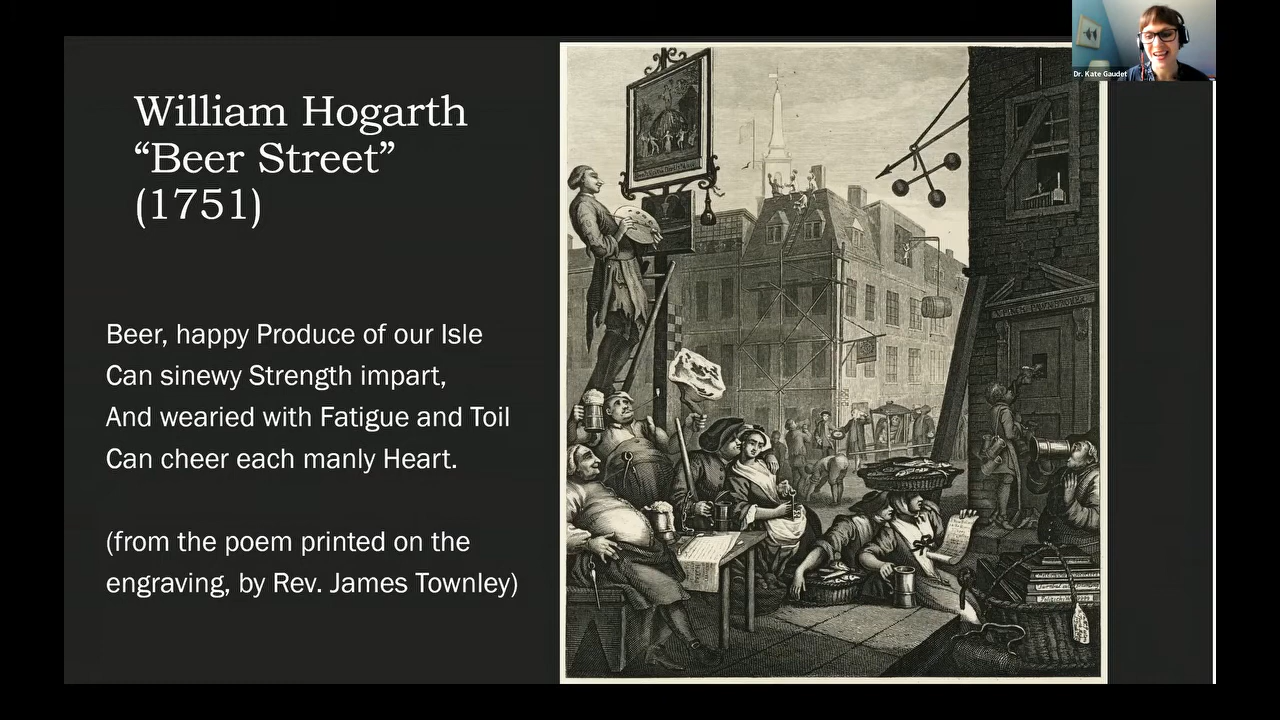 William Hogarth
“Beer Street”
(1751)
Beer, happy Produce of our Isle
Can sinewy Strength impart,
And wearied with Fatigue and Toil
Can cheer each manly Heart.
(from the poem printed on the
engraving, by Rev. James Townley)
Dr. Kate Gaudet